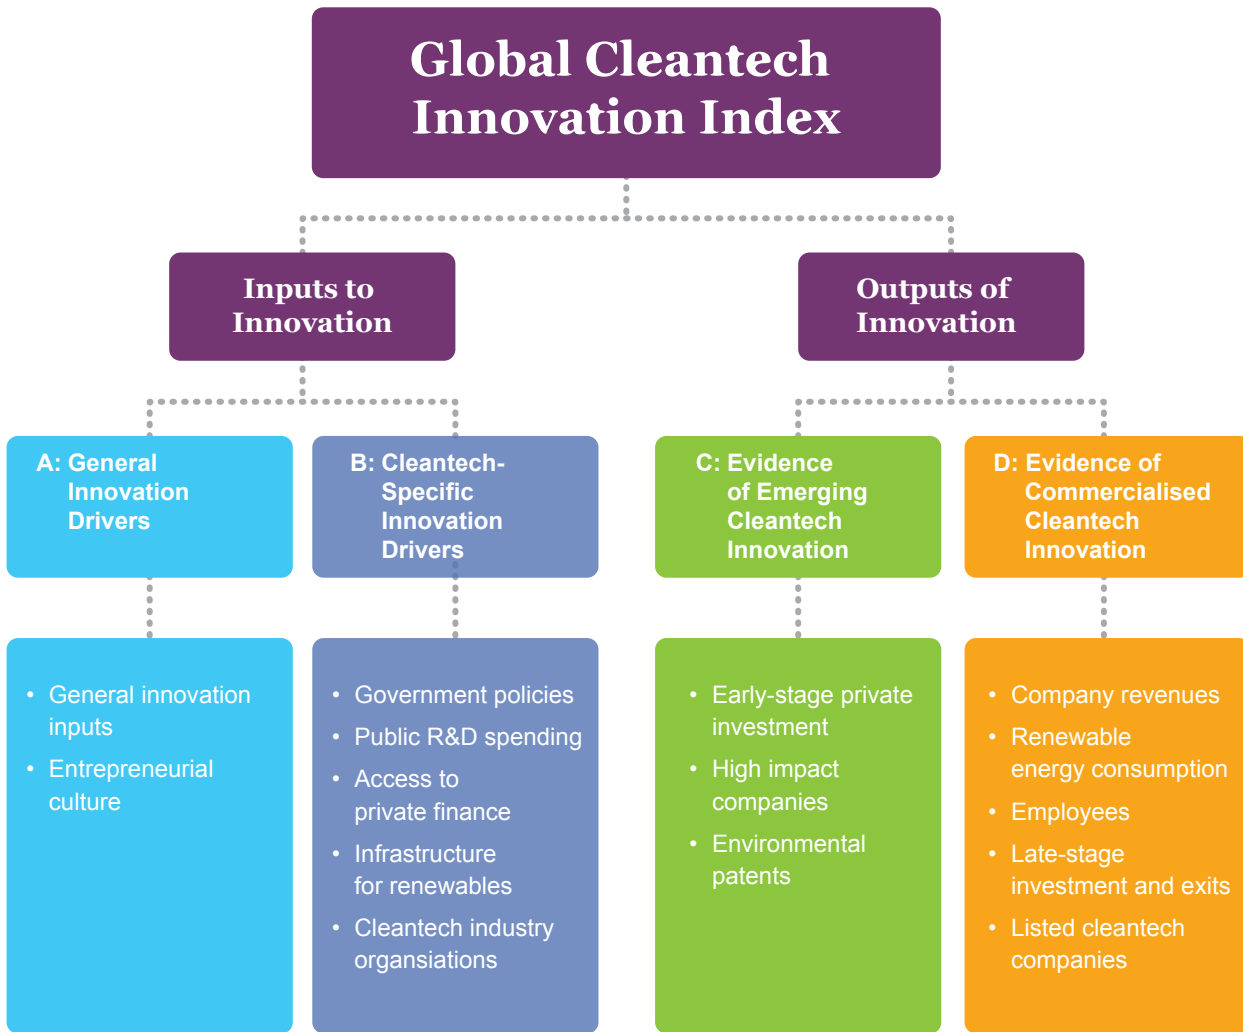 Global Cleantech
Innovation Index
Inputs to
Innovation
Outputs of
Innovation
A: General
Innovation
Drivers
B: Cleantech-
Specific
Innovation
Drivers
C: Evidence
of Emerging
Cleantech
Innovation
D: Evidence of
Commercialised
Cleantech
Innovation
• General innovation
inputs
• Entrepreneurial
culture
• Government policies
• Public R&D spending
• Access to
private finance
• Infrastructure
for renewables
• Cleantech industry
organsiations
• Early-stage private
investment
• High impact
companies
• Environmental
patents
• Company revenues
• Renewable
energy consumption
• Employees
• Late-stage
investment and exits
• Listed cleantech
companies